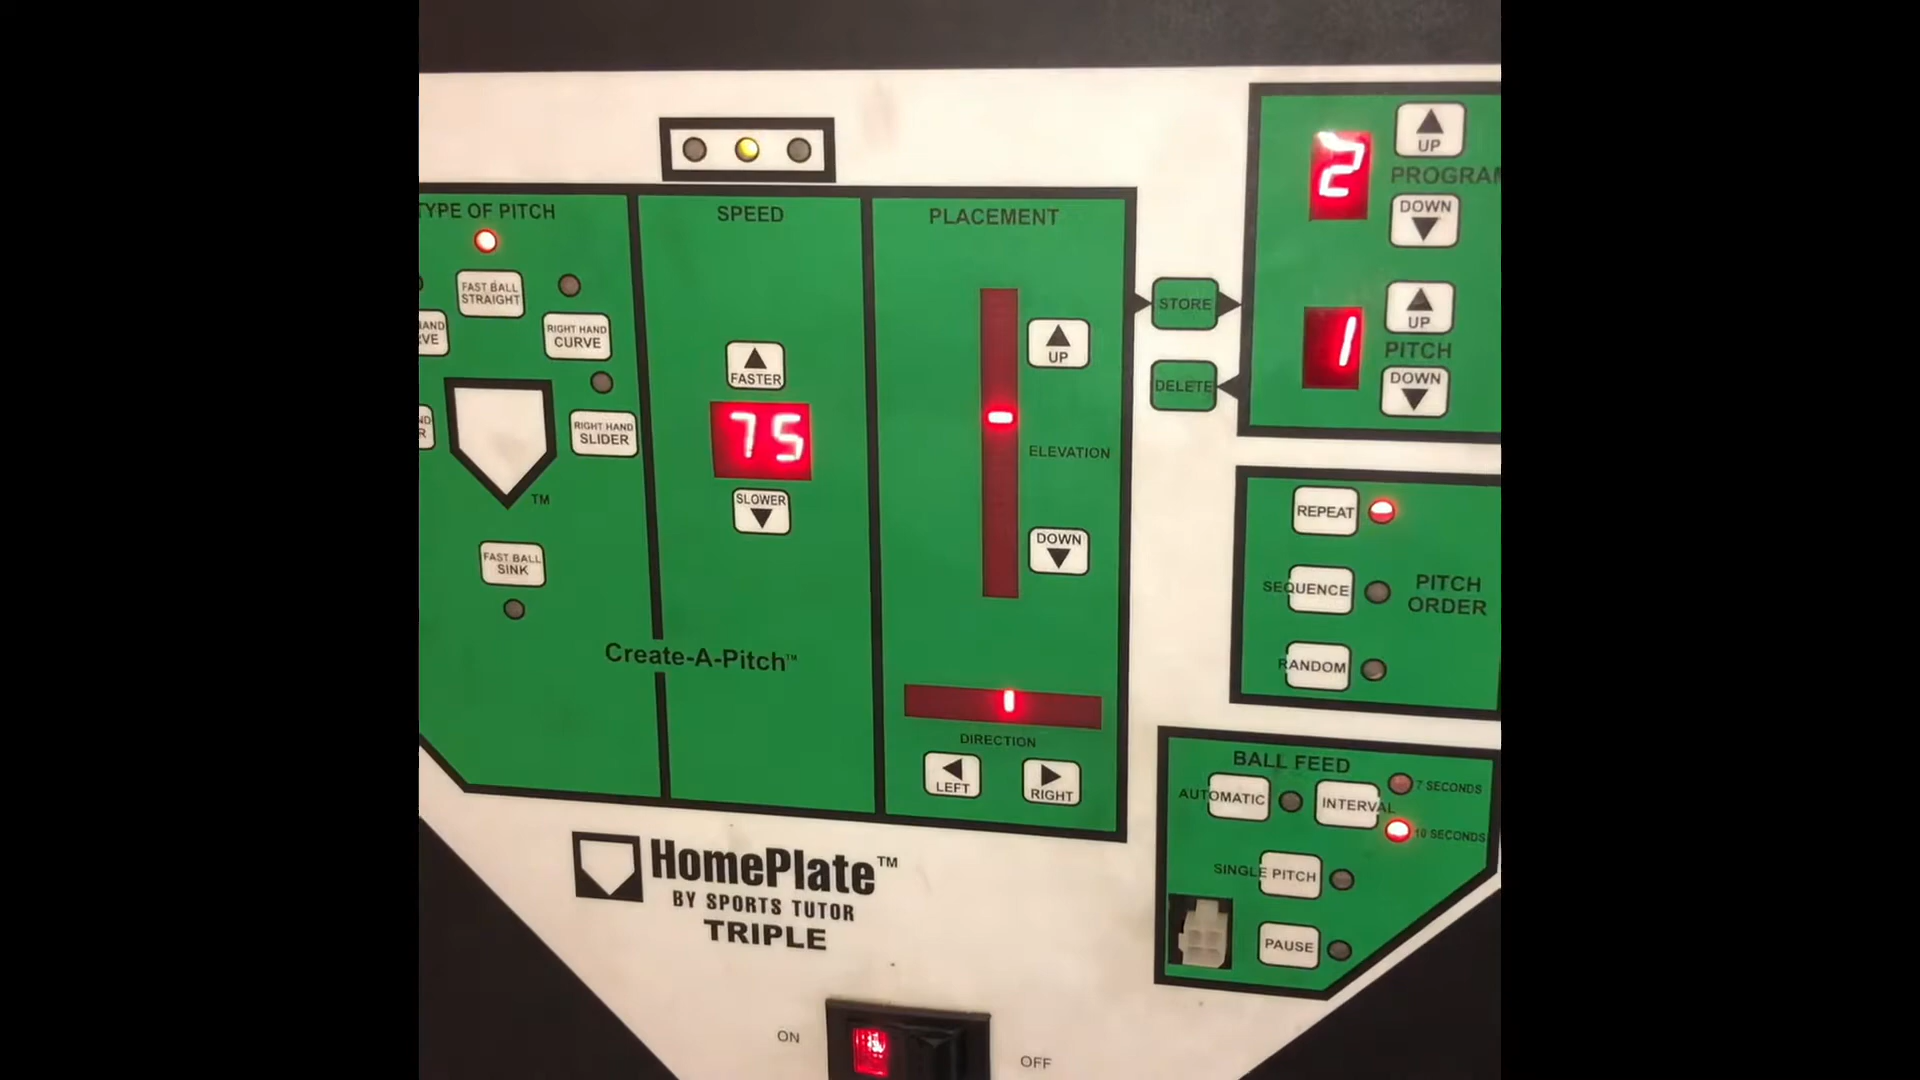 TYPE OF PITCH
FAST BALL
STRAIGHT
RIGHT HAND
CURVE
RIGHT HAND
SLIDER
TM
FAST BALL
SINK
SPEED
FASTER
75
SLOWER
Create-A-Pitch™
PLACEMENT
UP
ELEVATION
DOWN
DIRECTION
LEFT
RIGHT
STORE
DELETE
2
UP
PROGRAM
DOWN
1
UP
PITCH
DOWN
REPEAT
SEQUENCE
RANDOM
PITCH
ORDER
BALL FEED
AUTOMATIC
INTERVAL
7 SECONDS
10 SECONDS
SINGLE PITCH
PAUSE
HomePlate™
BY SPORTS TUTOR
TRIPLE
ON
OFF